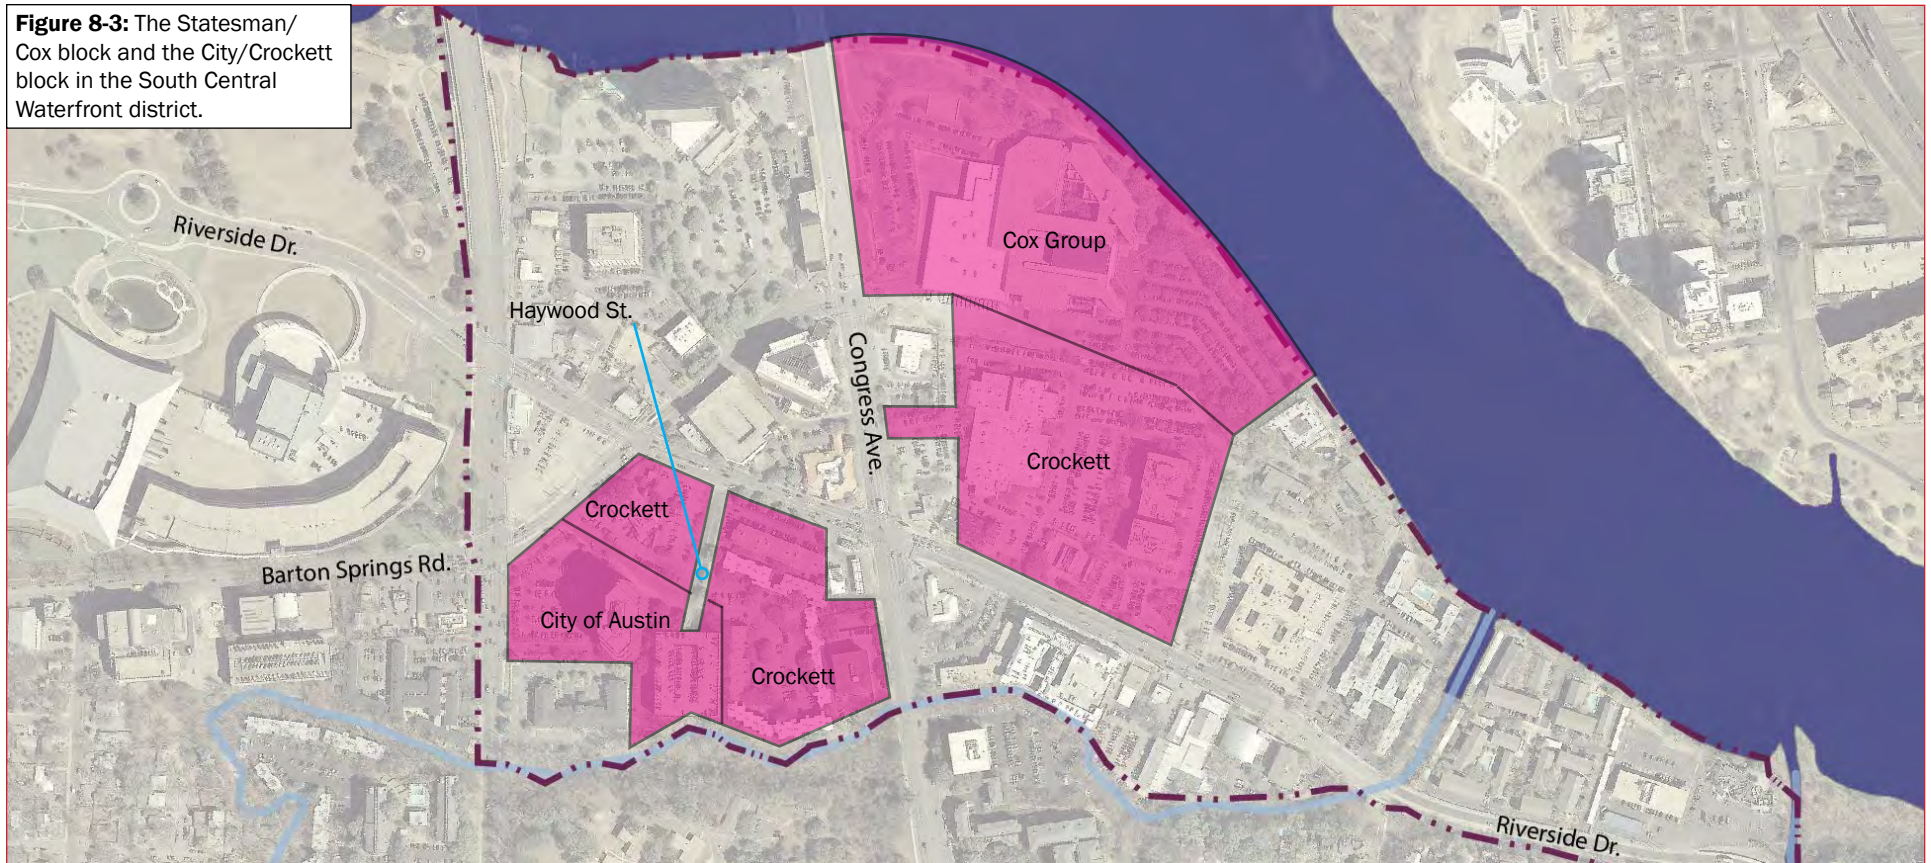 Figure 8-3: The Statesman/
Cox block and the City/Crockett
block in the South Central
Waterfront district.
Riverside Dr.
Cox Group
Haywood St.
Congress Ave.
Crockett
Crockett
Barton Springs Rd.
City of Austin
Crockett
Riverside Dr.